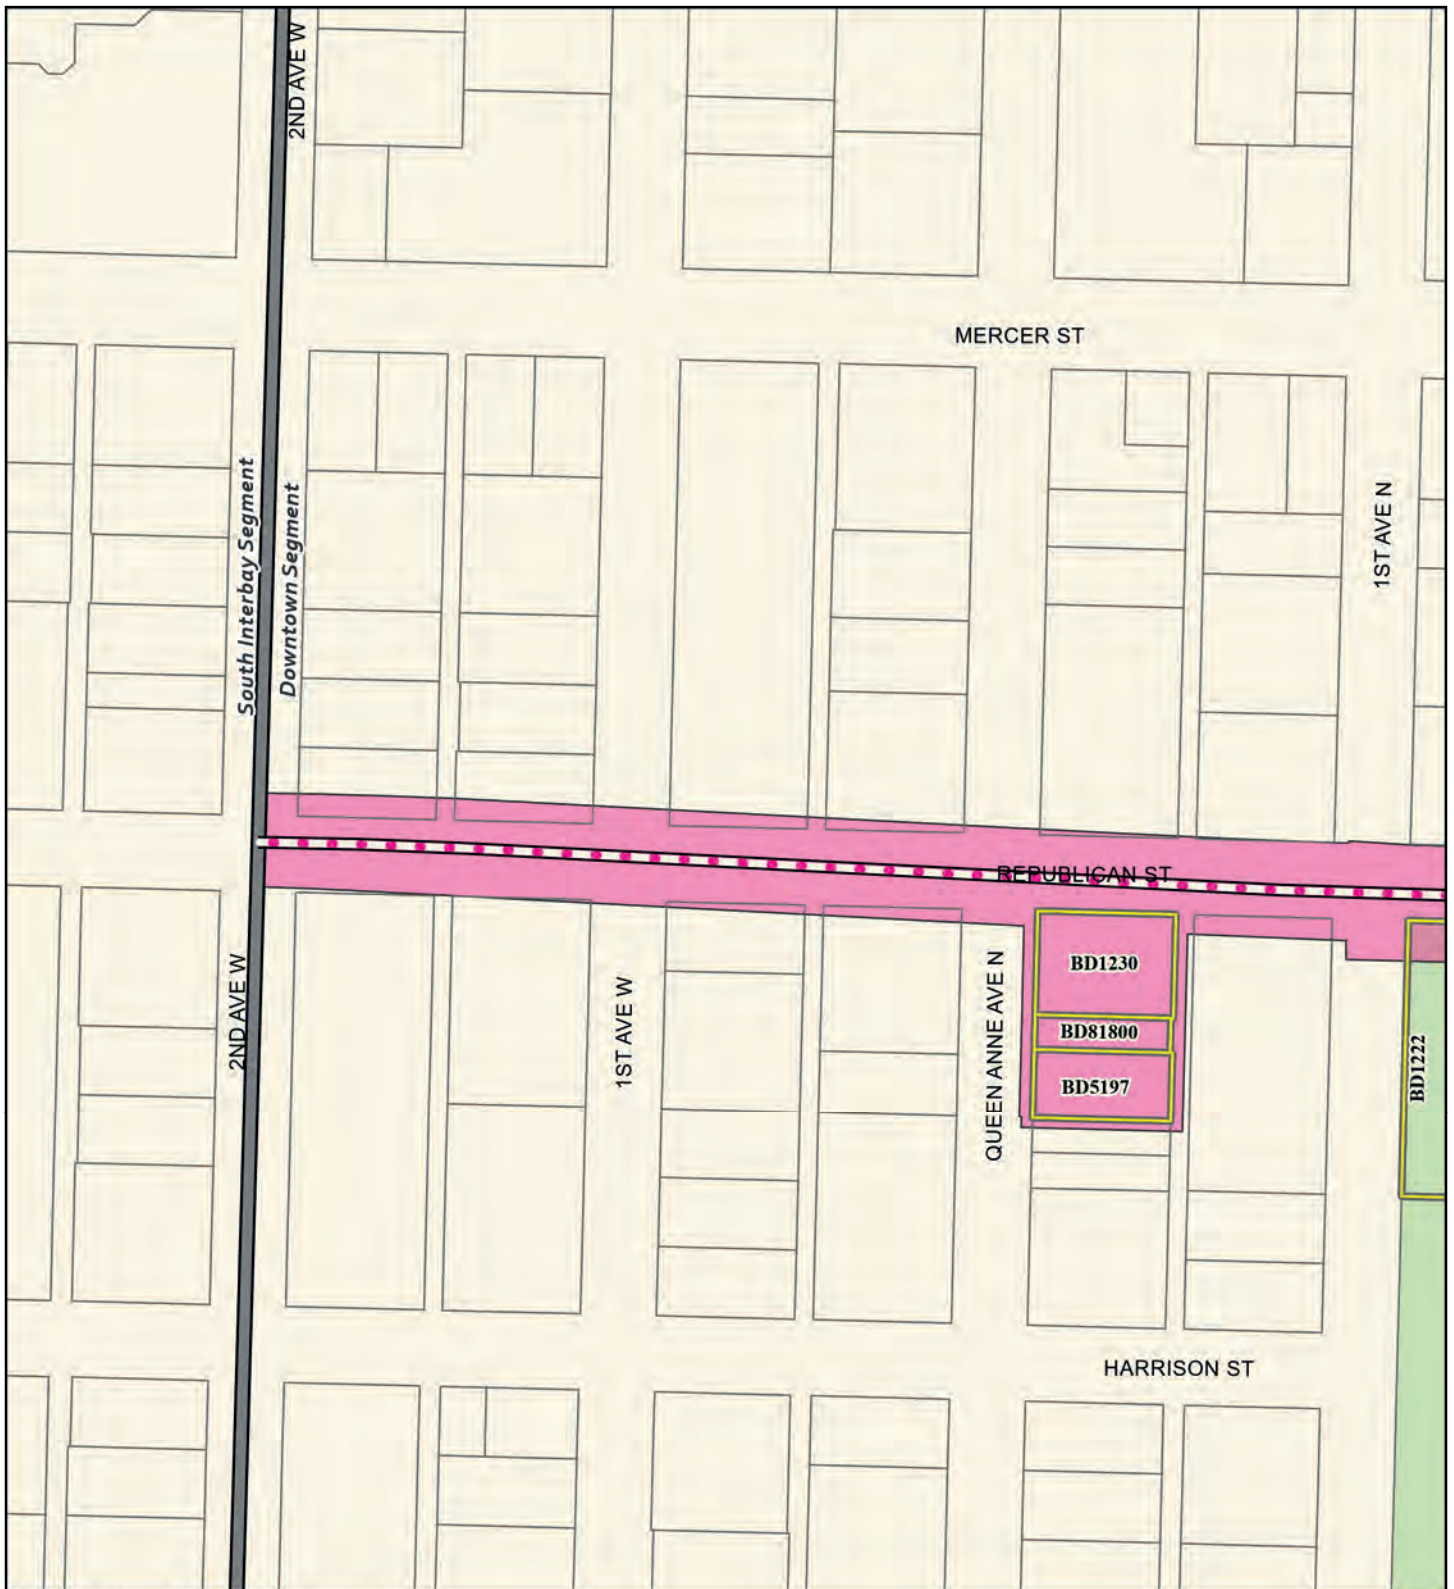 2ND AVE W
MERCER ST
South Interbay Segment
Downtown Segment
1ST AVE N
REPUBLICAN ST
2ND AVE W
1ST AVE W
QUEEN ANNE AVE N
BD1230
BD81800
BD5197
BD1222
HARRISON ST